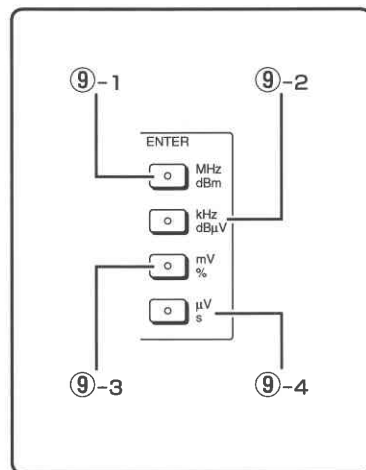 ⑨-1 ⑨-2
ENTER
MHz
dBm
kHz
dBμV
mV
%
μV
s
⑨-3 ⑨-4